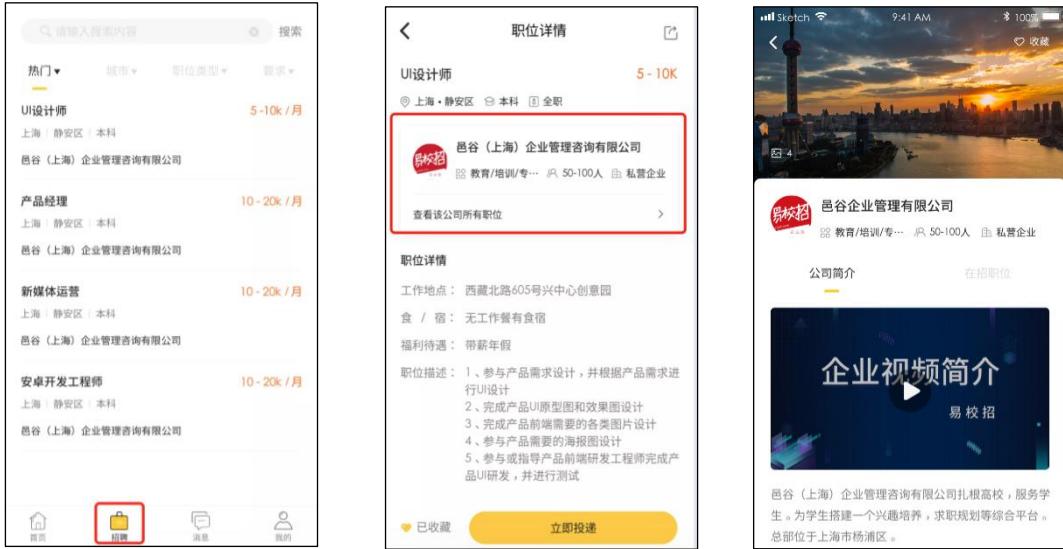 请输入搜索内容
搜索
热门▼
城市▼
职位类型▼
要求▼
UI设计师
5 -10k /月
上海 | 静安区 | 本科
邑谷（上海）企业管理咨询有限公司
产品经理
10 - 20k /月
上海 | 静安区 | 本科
邑谷（上海）企业管理咨询有限公司
新媒体运营
10 - 20k /月
上海 | 静安区 | 本科
邑谷（上海）企业管理咨询有限公司
安卓开发工程师
10 - 20k /月
上海 | 静安区 | 本科
邑谷（上海）企业管理咨询有限公司
首页
招聘
消息
我的
职位详情
UI设计师
5 - 10K
上海 • 静安区 本科 全职
易校招
邑谷（上海）企业管理咨询有限公司
教育/培训/专… 50-100人 私营企业
查看该公司所有职位
职位详情
工作地点： 西藏北路605号兴中心创意园
食 / 宿： 无工作餐有食宿
福利待遇： 带薪年假
职位描述： 1、参与产品需求设计，并根据产品需求进
行UI设计
2、完成产品UI原型图和效果图设计
3、完成产品前端需要的各类图片设计
4、参与产品需要的海报图设计
5、参与或指导产品前端研发工程师完成产
品UI研发，并进行测试
已收藏
立即投递
Sketch
9:41 AM
100%
收藏
4
易校招
邑谷企业管理有限公司
教育/培训/专… 50-100人 私营企业
公司简介
在招职位
企业视频简介
易校招
邑谷（上海）企业管理咨询有限公司扎根高校，服务学
生。为学生搭建一个兴趣培养，求职规划等综合平台。
总部位于上海市杨浦区。